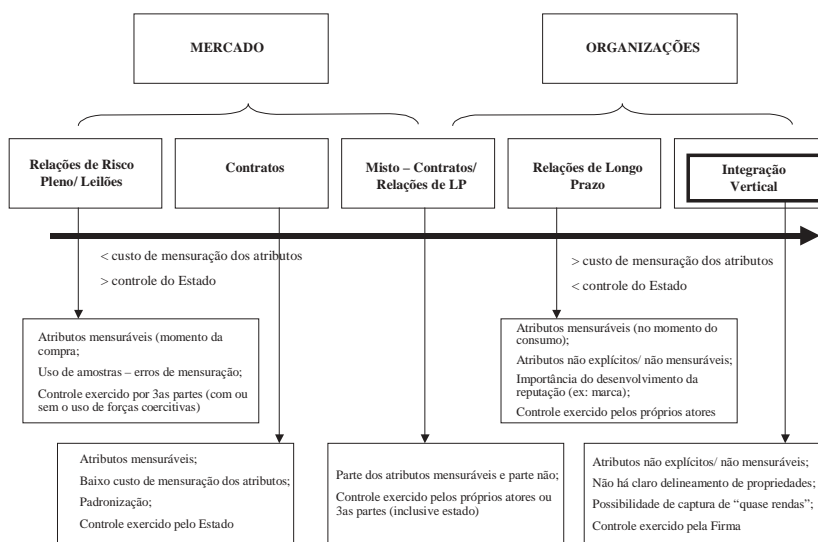 MERCADO
ORGANIZAÇÕES
Relações de Risco
Pleno/ Leilões
Contratos
Misto – Contratos/
Relações de LP
Relações de Longo
Prazo
Integração
Vertical
< custo de mensuração dos atributos
> controle do Estado
> custo de mensuração dos atributos
< controle do Estado
Atributos mensuráveis (momento da
compra;
Uso de amostras – erros de mensuração;
Controle exercido por 3as partes (com ou
sem o uso de forças coercitivas)
Atributos mensuráveis (no momento do
consumo);
Atributos não explícitos/ não mensuráveis;
Importância do desenvolvimento da
reputação (ex: marca);
Controle exercido pelos próprios atores
Atributos mensuráveis;
Baixo custo de mensuração dos atributos;
Padronização;
Controle exercido pelo Estado
Parte dos atributos mensuráveis e parte não;
Controle exercido pelos próprios atores ou
3as partes (inclusive estado)
Atributos não explícitos/ não mensuráveis;
Não há claro delineamento de propriedades;
Possibilidade de captura de “quase rendas”;
Controle exercido pela Firma